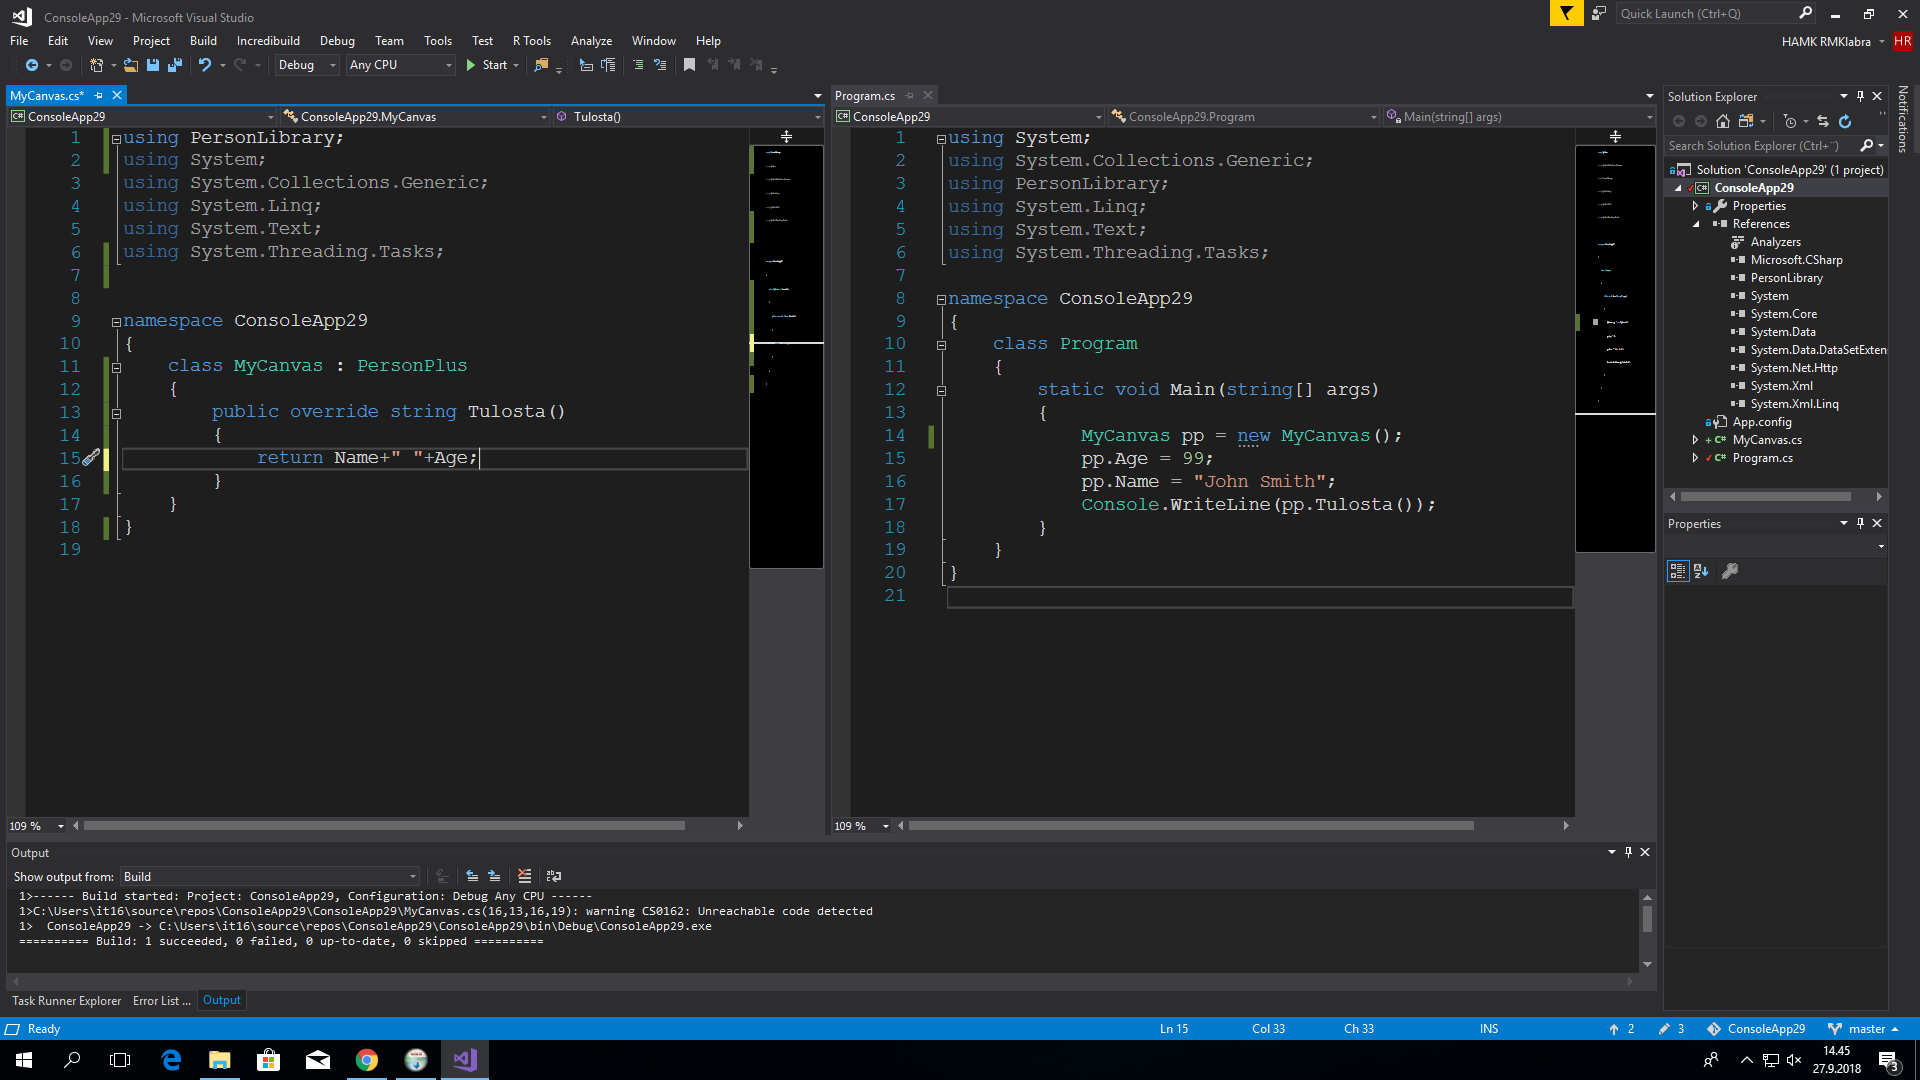 ConsoleApp29 - Microsoft Visual Studio
Quick Launch (Ctrl+Q)
File Edit View Project Build Incredibuild Debug Team Tools Test R Tools Analyze Window Help
HAMK RMKlabra HR
Debug Any CPU Start
MyCanvas.cs*
ConsoleApp29 ConsoleApp29.MyCanvas Tulosta()
1 using PersonLibrary;
2 using System;
3 using System.Collections.Generic;
4 using System.Linq;
5 using System.Text;
6 using System.Threading.Tasks;
7
8
9 namespace ConsoleApp29
10 {
11 class MyCanvas : PersonPlus
12 {
13 public override string Tulosta()
14 {
15 return Name+" "+Age;
16 }
17 }
18 }
19
109 %
Program.cs
ConsoleApp29 ConsoleApp29.Program Main(string[] args)
1 using System;
2 using System.Collections.Generic;
3 using PersonLibrary;
4 using System.Linq;
5 using System.Text;
6 using System.Threading.Tasks;
7
8 namespace ConsoleApp29
9 {
10 class Program
11 {
12 static void Main(string[] args)
13 {
14 MyCanvas pp = new MyCanvas();
15 pp.Age = 99;
16 pp.Name = "John Smith";
17 Console.WriteLine(pp.Tulosta());
18 }
19 }
20 }
21
109 %
Solution Explorer
Search Solution Explorer (Ctrl+¨)
Solution 'ConsoleApp29' (1 project)
C# ConsoleApp29
Properties
References
Analyzers
Microsoft.CSharp
PersonLibrary
System
System.Core
System.Data
System.Data.DataSetExten
System.Net.Http
System.Xml
System.Xml.Linq
App.config
C# MyCanvas.cs
C# Program.cs
Properties
Notifications
Output
Show output from: Build
1>------ Build started: Project: ConsoleApp29, Configuration: Debug Any CPU ------
1>C:\Users\it16\source\repos\ConsoleApp29\ConsoleApp29\MyCanvas.cs(16,13,16,19): warning CS0162: Unreachable code detected
1>  ConsoleApp29 -> C:\Users\it16\source\repos\ConsoleApp29\ConsoleApp29\bin\Debug\ConsoleApp29.exe
========== Build: 1 succeeded, 0 failed, 0 up-to-date, 0 skipped ==========
Task Runner Explorer Error List ... Output
Ready Ln 15 Col 33 Ch 33 INS 2 3 ConsoleApp29 master
14.45
27.9.2018
3